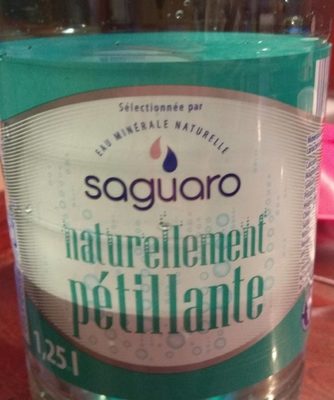 Sélectionnée par
EAU MINÉRALE NATURELLE
saguaro
naturellement
pétillante
1,25 l